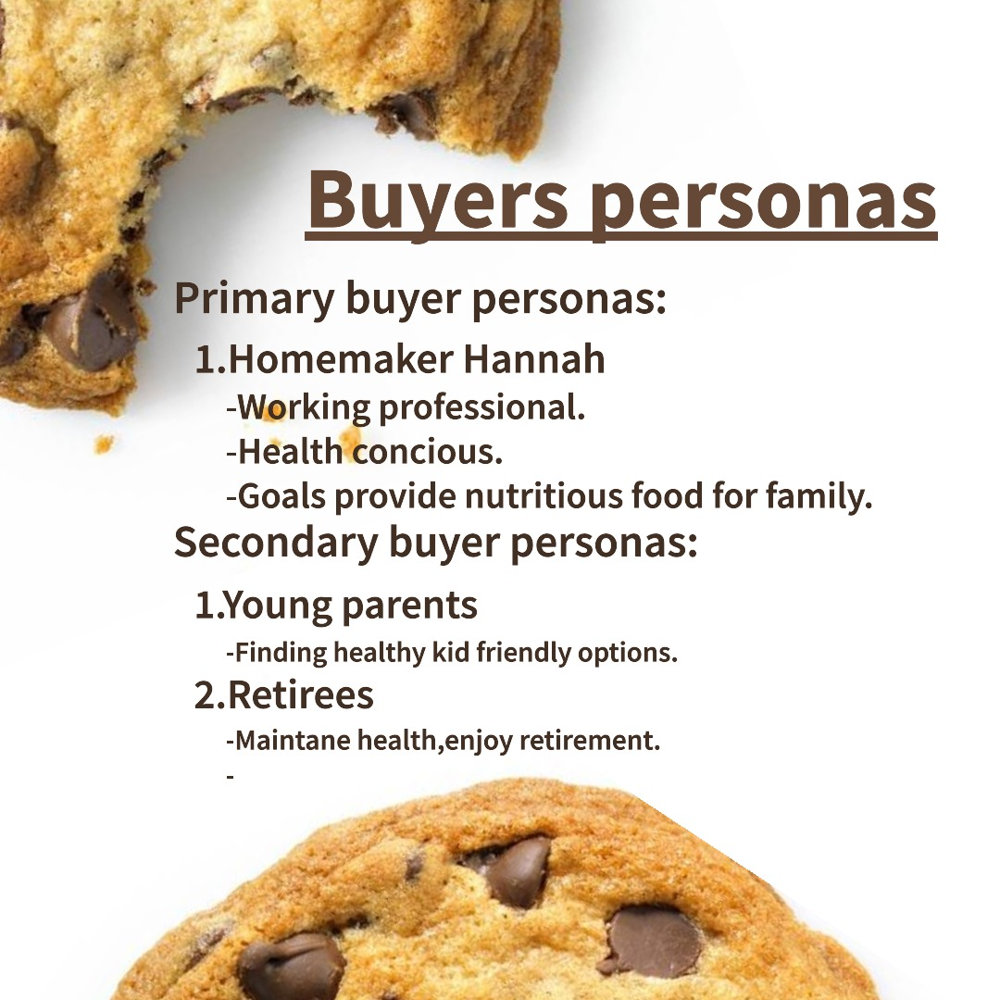 Buyers personas
Primary buyer personas:
1.Homemaker Hannah
-Working professional.
-Health concious.
-Goals provide nutritious food for family.
Secondary buyer personas:
1.Young parents
-Finding healthy kid friendly options.
2.Retirees
-Maintane health,enjoy retirement.
-